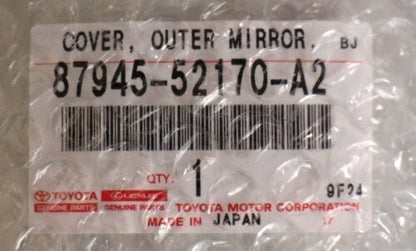 COVER, OUTER MIRROR, BJ
87945-52170-A2
QTY. 1
9F24
TOYOTA LEXUS TOYOTA MOTOR CORPORATION
GENUINE PARTS GENUINE PARTS
MADE IN JAPAN 17